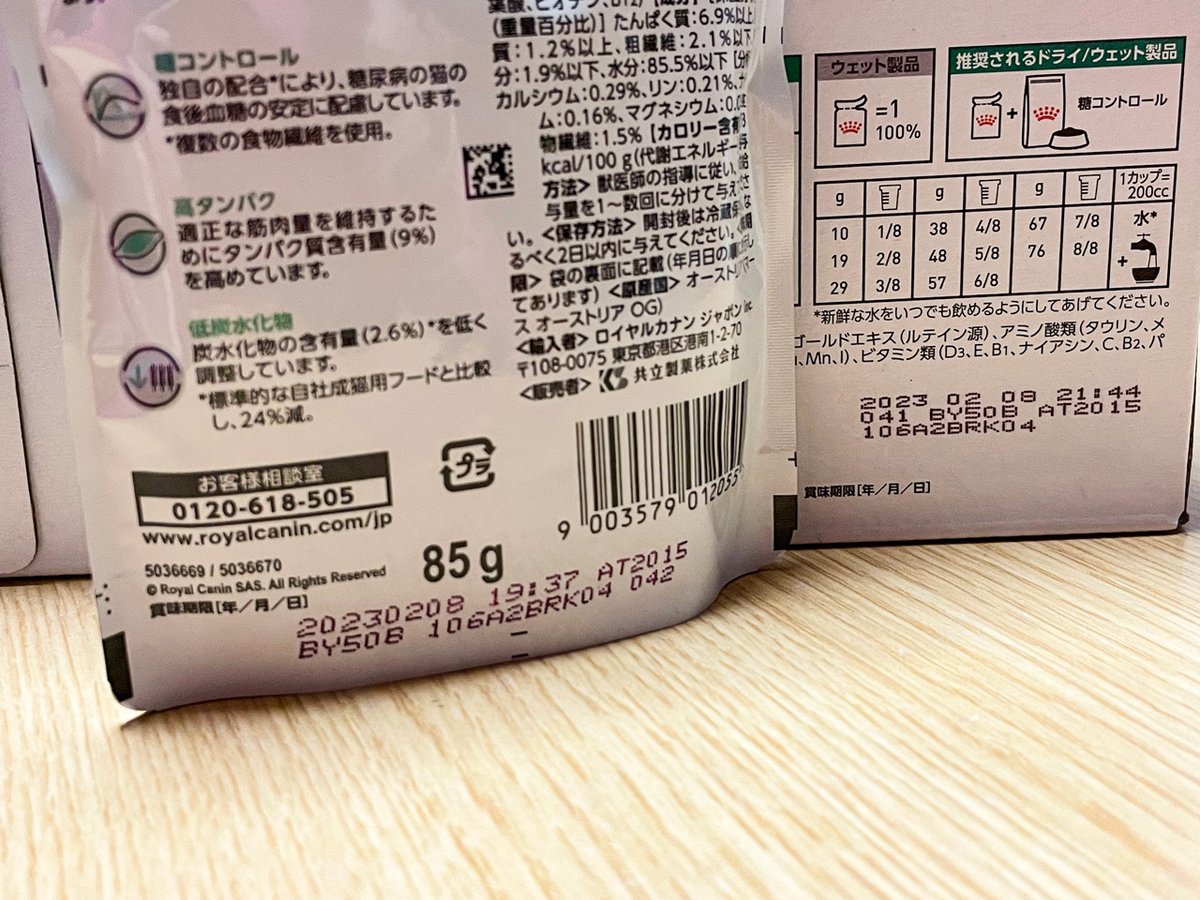 糖コントロール
独自の配合*により、糖尿病の猫の
食後血糖の安定に配慮しています。
*複数の食物繊維を使用。
高タンパク
適正な筋肉量を維持するた
めにタンパク質含有量(9%)
を高めています。
低炭水化物
炭水化物の含有量(2.6%)*を低く
調整しています。
*標準的な自社成猫用フードと比較
し、24%減。
お客様相談室
0120-618-505
www.royalcanin.com/jp
プラ
5036669 / 5036670
© Royal Canin SAS. All Rights Reserved
賞味期限[年/月/日]
85g
20230208 19:37 AT2015
BY50B 106A2BRK04 042
(重量百分比)] たんぱく質:6.9%以上
質:1.2%以上、粗繊維:2.1%以下
分:1.9%以下、水分:85.5%以下
カルシウム:0.29%、リン:0.21%、
ム:0.16%、マグネシウム:
物繊維:1.5% 【カロリー含有
kcal/100 g(代謝エネルギー
方法> 獣医師の指導に従い、
与量を1〜数回に分けて与え
い。<保存方法> 開封後は冷蔵
るべく2日以内に与えてください。
限> 袋の裏面に記載(年月日の順
てあります) <原産国> オーストリ
ス オーストリア OG)
<輸入者> ロイヤルカナン ジャポン Inc.
〒108-0075 東京都港区港南1-2-70
<販売者> 共立製薬株式会社
9 003579 012055
ウェット製品
=1
100%
推奨されるドライ/ウェット製品
+ 糖コントロール
g g g 1カップ=
200cc
10 1/8 38 4/8 67 7/8 水*
19 2/8 48 5/8 76 8/8 +
29 3/8 57 6/8
*新鮮な水をいつでも飲めるようにしてあげてください。
ゴールドエキス(ルテイン源)、アミノ酸類(タウリン、メ
Mn、I)、ビタミン類(D3、E、B1、ナイアシン、C、B2、パ
2023 02 08 21:44
041 BY50B AT2015
106A2BRK04
賞味期限[年/月/日]